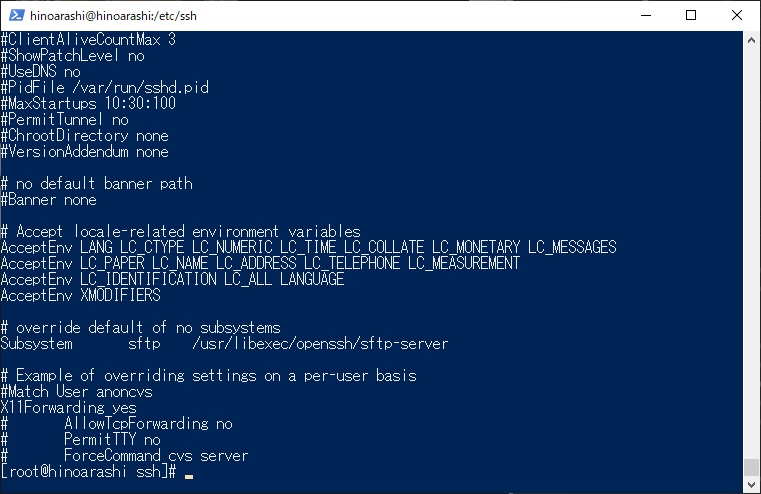 hinoarashi@hinoarashi:/etc/ssh
#ClientAliveCountMax 3
#ShowPatchLevel no
#UseDNS no
#PidFile /var/run/sshd.pid
#MaxStartups 10:30:100
#PermitTunnel no
#ChrootDirectory none
#VersionAddendum none

# no default banner path
#Banner none

# Accept locale-related environment variables
AcceptEnv LANG LC_CTYPE LC_NUMERIC LC_TIME LC_COLLATE LC_MONETARY LC_MESSAGES
AcceptEnv LC_PAPER LC_NAME LC_ADDRESS LC_TELEPHONE LC_MEASUREMENT
AcceptEnv LC_IDENTIFICATION LC_ALL LANGUAGE
AcceptEnv XMODIFIERS

# override default of no subsystems
Subsystem       sftp    /usr/libexec/openssh/sftp-server

# Example of overriding settings on a per-user basis
#Match User anoncvs
X11Forwarding yes
#       AllowTcpForwarding no
#       PermitTTY no
#       ForceCommand cvs server
[root@hinoarashi ssh]#